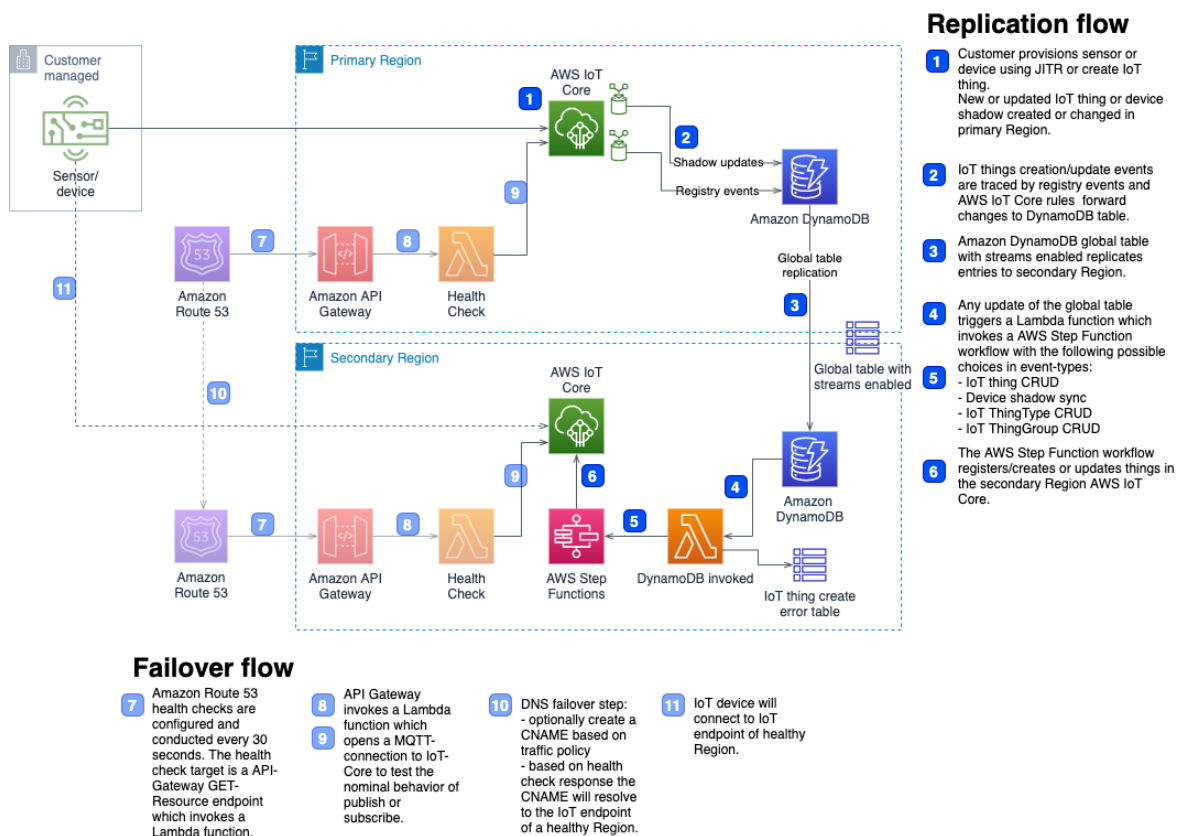 Replication flow
Customer
managed
Sensor/
device
Primary Region
AWS IoT
Core
1
2
Shadow updates
Registry events
Amazon DynamoDB
9
7
8
53
Amazon
Route 53
Amazon API
Gateway
Health
Check
Global table
replication
3
11
10
Secondary Region
AWS IoT
Core
Global table with
streams enabled
9
6
4
Amazon
DynamoDB
7
8
5
53
Amazon
Route 53
Amazon API
Gateway
Health
Check
AWS Step
Functions
DynamoDB invoked
IoT thing create
error table
1
Customer provisions sensor or
device using JITR or create IoT
thing.
New or updated IoT thing or device
shadow created or changed in
primary Region.
2
IoT things creation/update events
are traced by registry events and
AWS IoT Core rules forward
changes to DynamoDB table.
3
Amazon DynamoDB global table
with streams enabled replicates
entries to secondary Region.
4
5
Any update of the global table
triggers a Lambda function which
invokes a AWS Step Function
workflow with the following possible
choices in event-types:
- IoT thing CRUD
- Device shadow sync
- IoT ThingType CRUD
- IoT ThingGroup CRUD
6
The AWS Step Function workflow
registers/creates or updates things in
the secondary Region AWS IoT
Core.
Failover flow
7
Amazon Route 53
health checks are
configured and
conducted every 30
seconds. The health
check target is a API-
Gateway GET-
Resource endpoint
which invokes a
Lambda function.
8
9
API Gateway
invokes a Lambda
function which
opens a MQTT-
connection to IoT-
Core to test the
nominal behavior of
publish or
subscribe.
10
DNS failover step:
- optionally create a
CNAME based on
traffic policy
- based on health
check response the
CNAME will resolve
to the IoT endpoint
of a healthy Region.
11
IoT device will
connect to IoT
endpoint of healthy
Region.